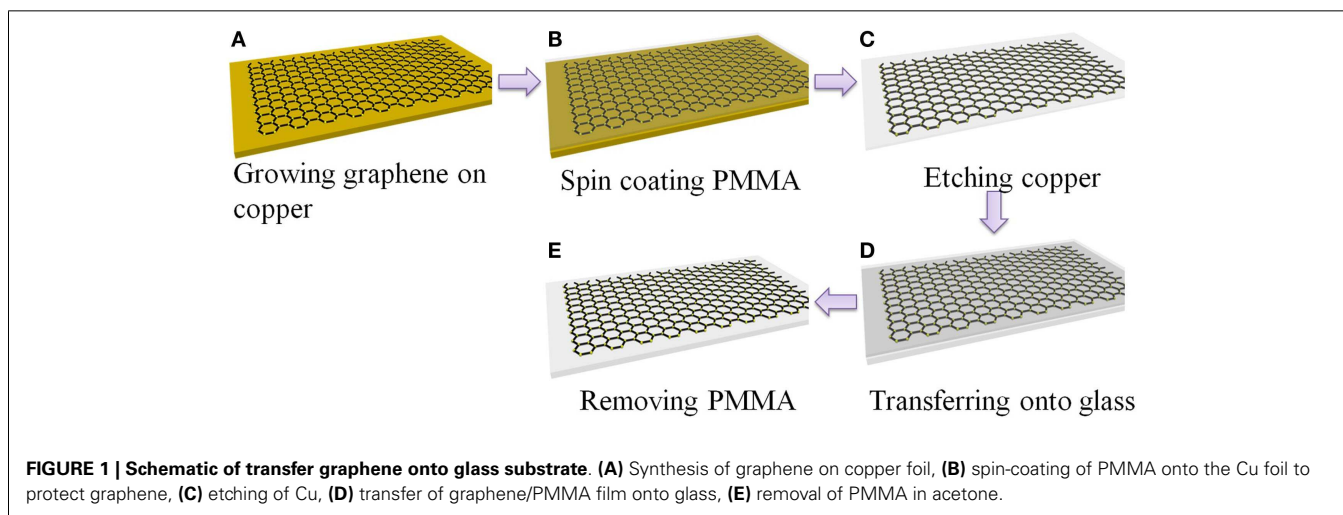 A
B
C
Growing graphene on
copper
Spin coating PMMA
Etching copper
E
D
Removing PMMA
Transferring onto glass
FIGURE 1 | Schematic of transfer graphene onto glass substrate. (A) Synthesis of graphene on copper foil, (B) spin-coating of PMMA onto the Cu foil to
protect graphene, (C) etching of Cu, (D) transfer of graphene/PMMA film onto glass, (E) removal of PMMA in acetone.